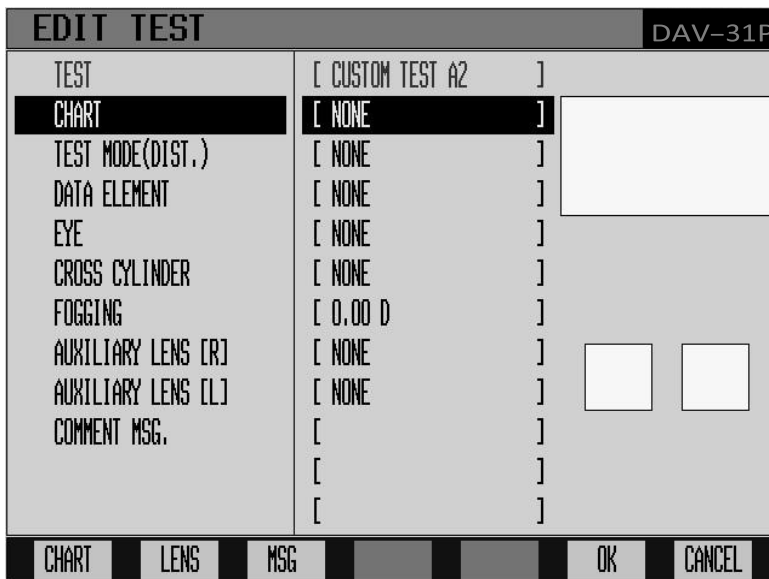 EDIT TEST DAV-31P
TEST [ CUSTOM TEST A2 ]
CHART [ NONE ]
TEST MODE(DIST.) [ NONE ]
DATA ELEMENT [ NONE ]
EYE [ NONE ]
CROSS CYLINDER [ NONE ]
FOGGING [ 0.00 D ]
AUXILIARY LENS [R] [ NONE ]
AUXILIARY LENS [L] [ NONE ]
COMMENT MSG. [ ]
[ ]
[ ]
CHART LENS MSG OK CANCEL